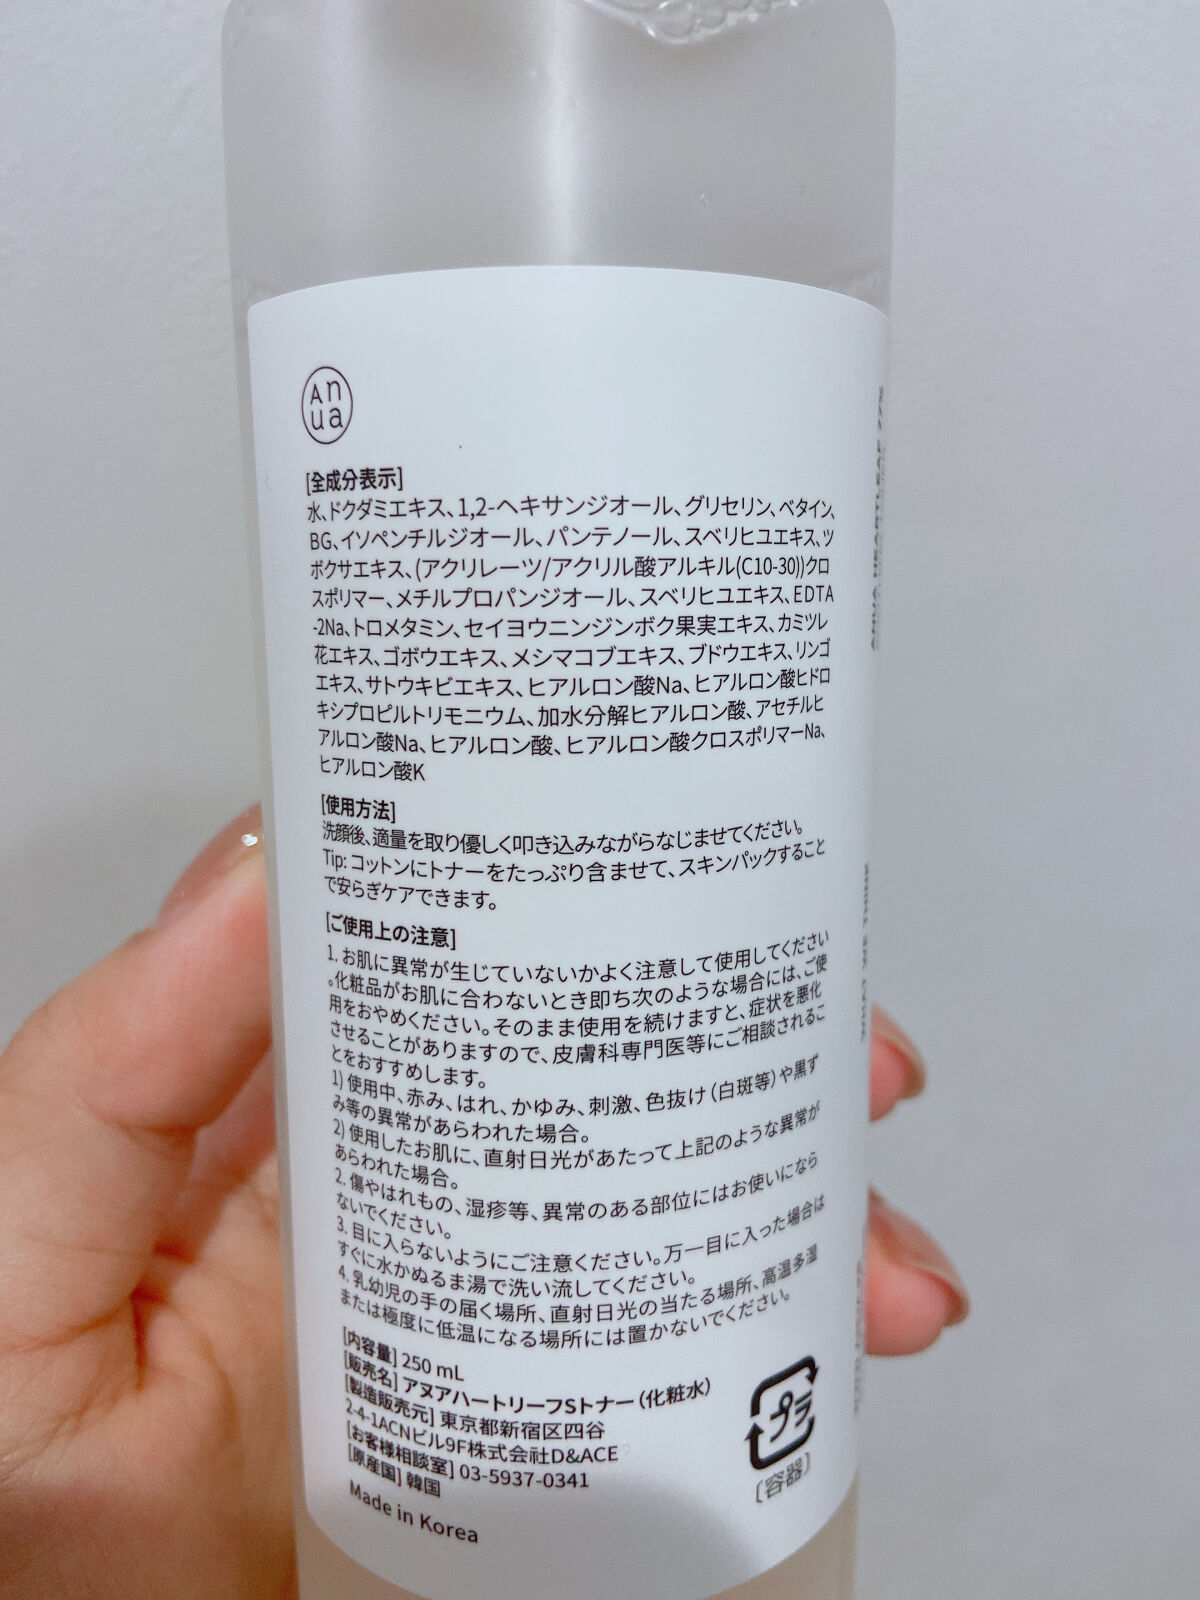 An
ua
[全成分表示]
水、ドクダミエキス、1,2-ヘキサンジオール、グリセリン、ベタイン、
BG、イソペンチルジオール、パンテノール、スベリヒユエキス、ツ
ボクサエキス、(アクリレーツ/アクリル酸アルキル(C10-30))クロ
スポリマー、メチルプロパンジオール、スベリヒユエキス、EDTA
-2Na、トロメタミン、セイヨウニンジンボク果実エキス、カミツレ
花エキス、ゴボウエキス、メシマコブエキス、ブドウエキス、リンゴ
エキス、サトウキビエキス、ヒアルロン酸Na、ヒアルロン酸ヒドロ
キシプロピルトリモニウム、加水分解ヒアルロン酸、アセチルヒ
アルロン酸Na、ヒアルロン酸、ヒアルロン酸クロスポリマーNa、
ヒアルロン酸K
[使用方法]
洗顔後、適量を取り優しく叩き込みながらなじませてください。
Tip: コットンにトナーをたっぷり含ませて、スキンパックすること
で安らぎケアできます。
[ご使用上の注意]
1. お肌に異常が生じていないかよく注意して使用してください
。化粧品がお肌に合わないとき即ち次のような場合には、ご使
用をおやめください。そのまま使用を続けますと、症状を悪化
させることがありますので、皮膚科専門医等にご相談されるこ
とをおすすめします。
1) 使用中、赤み、はれ、かゆみ、刺激、色抜け（白斑等）や黒ず
み等の異常があらわれた場合。
2) 使用したお肌に、直射日光があたって上記のような異常が
あらわれた場合。
2. 傷やはれもの、湿疹等、異常のある部位にはお使いになら
ないでください。
3. 目に入らないようにご注意ください。万一目に入った場合は
すぐに水かぬるま湯で洗い流してください。
4. 乳幼児の手の届く場所、直射日光の当たる場所、高温多湿
または極度に低温になる場所には置かないでください。
[内容量] 250 mL
[販売名] アヌアハートリーフSトナー（化粧水）
[製造販売元] 東京都新宿区四谷
2-4-1ACNビル9F株式会社D&ACE
[お客様相談室] 03-5937-0341
[原産国] 韓国
Made in Korea
プラ
〔容器〕
ANUA HEARTLEAF 77%
WHAT WE THINK